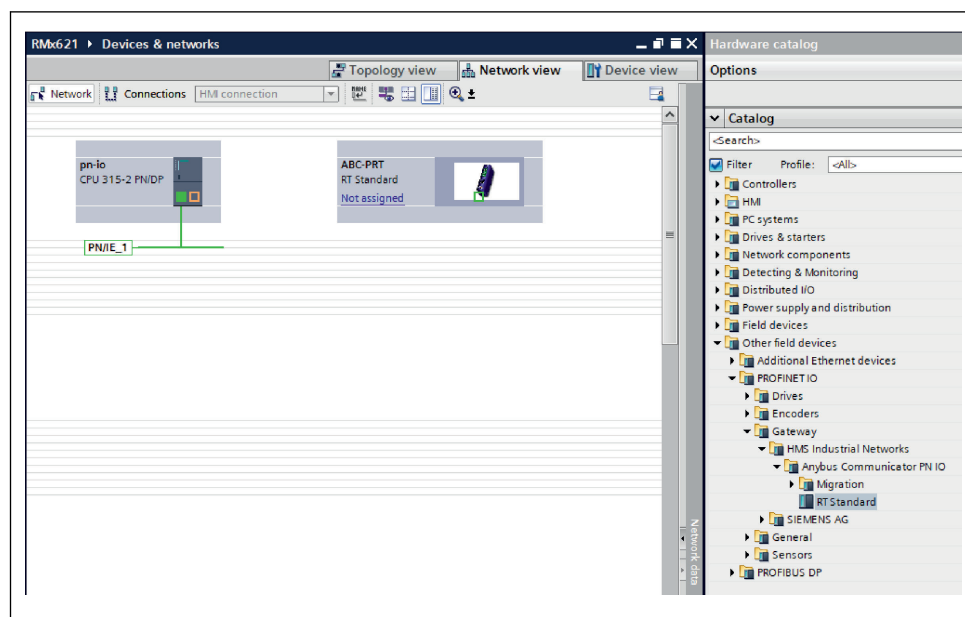 RMx621 ▸ Devices & networks
Topology view
Network view
Device view
Network
Connections
HMI connection
pn-io
CPU 315-2 PN/DP
ABC-PRT
RT Standard
Not assigned
PN/IE_1
Network data
Hardware catalog
Options
Catalog
<Search>
Filter
Profile:
<All>
Controllers
HMI
PC systems
Drives & starters
Network components
Detecting & Monitoring
Distributed I/O
Power supply and distribution
Field devices
Other field devices
Additional Ethernet devices
PROFINET IO
Drives
Encoders
Gateway
HMS Industrial Networks
Anybus Communicator PN IO
Migration
RT Standard
SIEMENS AG
General
Sensors
PROFIBUS DP